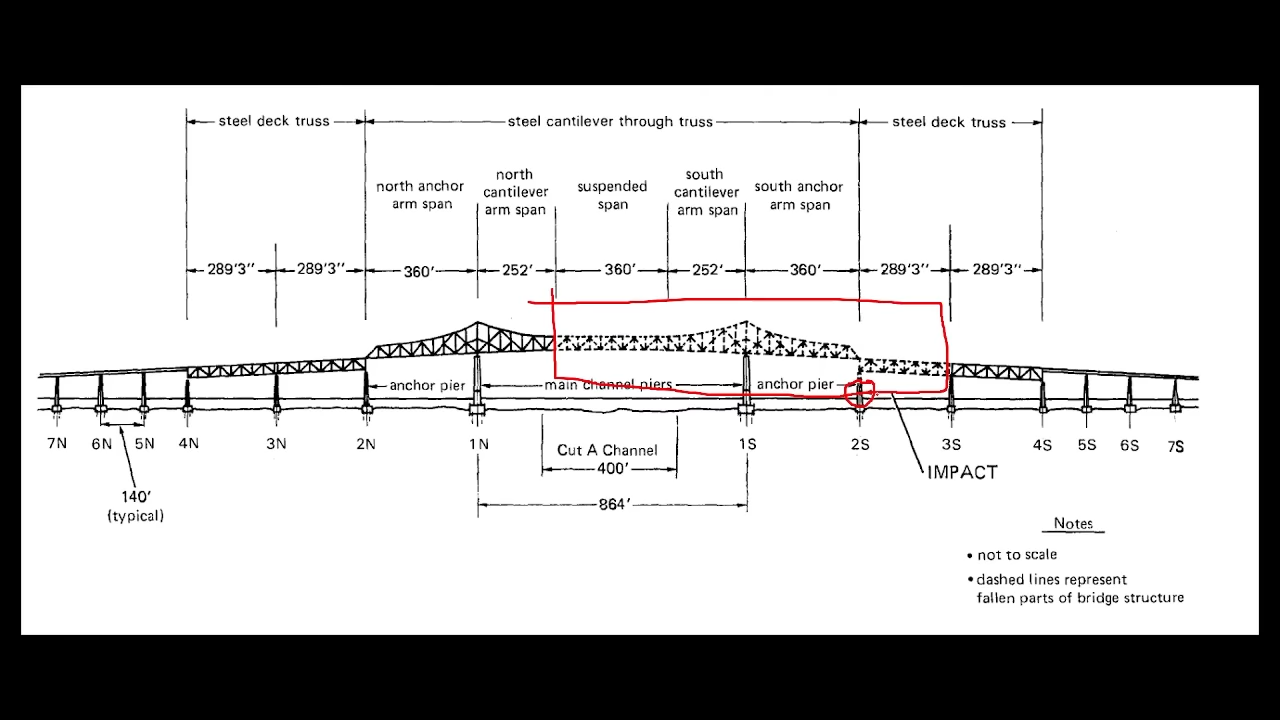 steel deck truss
steel cantilever through truss
steel deck truss
north anchor
arm span
north
cantilever
arm span
suspended
span
south
cantilever
arm span
south anchor
arm span
289'3"
289'3"
360'
252'
360'
252'
360'
289'3"
289'3"
anchor pier
main channel piers
anchor pier
7N
6N
5N
4N
3N
2N
1N
1S
2S
3S
4S
5S
6S
7S
Cut A Channel
400'
IMPACT
140'
(typical)
864'
Notes
• not to scale
• dashed lines represent
fallen parts of bridge structure